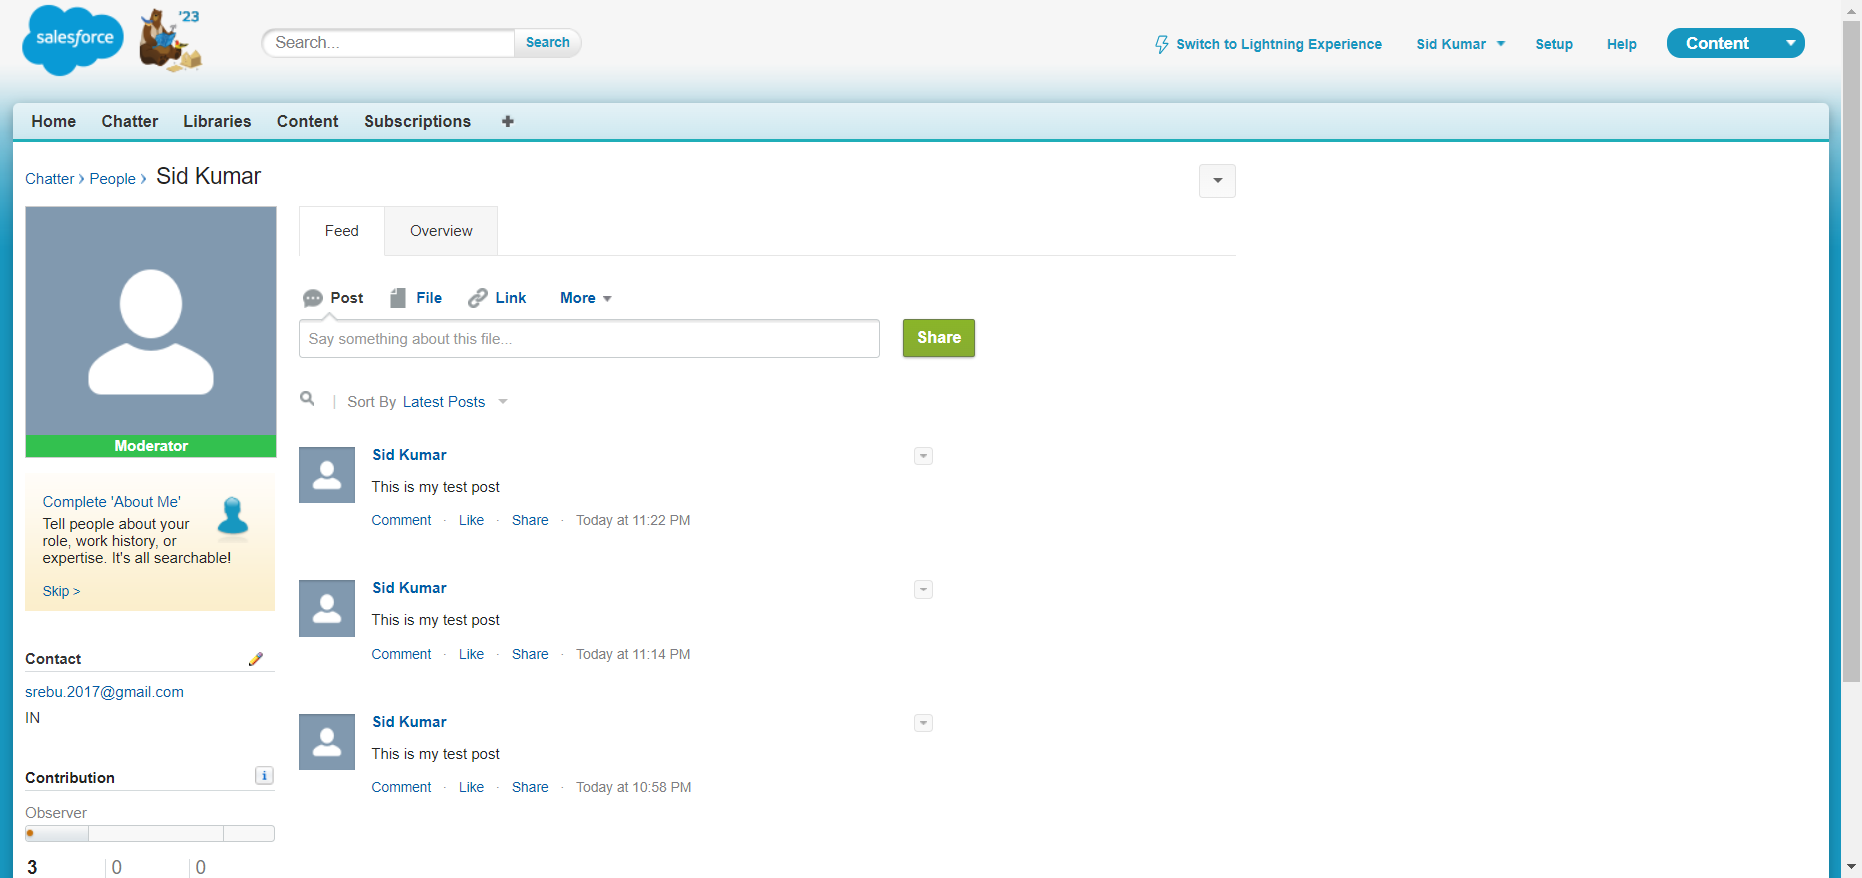 salesforce
'23
Search...
Search
Switch to Lightning Experience
Sid Kumar
Setup
Help
Content
Home
Chatter
Libraries
Content
Subscriptions
+
Chatter › People › Sid Kumar
Moderator
Complete 'About Me'
Tell people about your
role, work history, or
expertise. It's all searchable!
Skip >
Contact
srebu.2017@gmail.com
IN
Contribution
i
Observer
3
0
0
Feed
Overview
Post
File
Link
More
Say something about this file...
Share
Sort By Latest Posts
Sid Kumar
This is my test post
Comment · Like · Share · Today at 11:22 PM
Sid Kumar
This is my test post
Comment · Like · Share · Today at 11:14 PM
Sid Kumar
This is my test post
Comment · Like · Share · Today at 10:58 PM